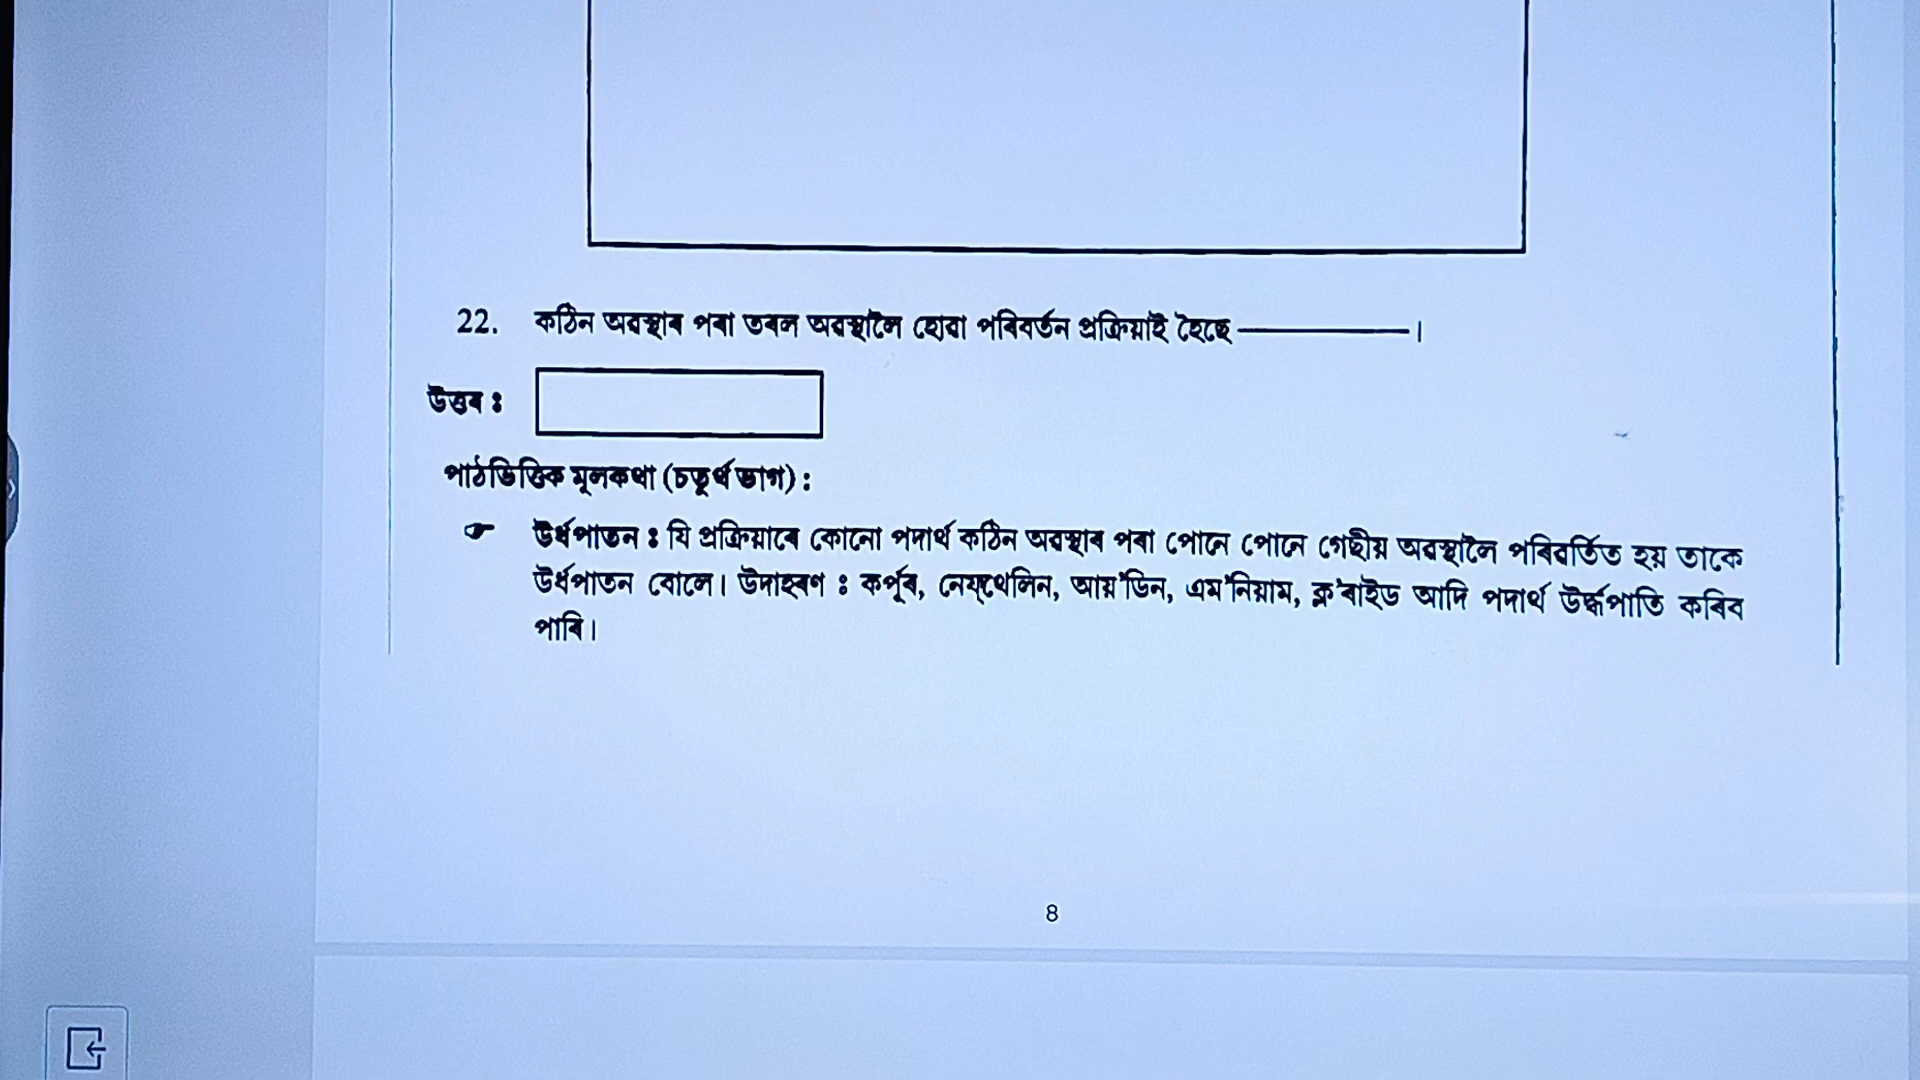 22. কঠিন অৱস্থাৰ পৰা তৰল অৱস্থালৈ হোৱা পৰিবৰ্তন প্ৰক্ৰিয়াই হৈছে ————— ।
উত্তৰ ঃ
পাঠভিত্তিক মূলকথা (চতুৰ্থ ভাগ) :
☞ উৰ্ধপাতন ঃ যি প্ৰক্ৰিয়াৰে কোনো পদাৰ্থ কঠিন অৱস্থাৰ পৰা পোনে পোনে গেছীয় অৱস্থালৈ পৰিৱৰ্তিত হয় তাকে
উৰ্ধপাতন বোলে। উদাহৰণ ঃ কৰ্পূৰ, নেয্‌থেলিন, আয়'ডিন, এম'নিয়াম, ক্ল'ৰাইড আদি পদাৰ্থ উৰ্দ্ধপাতি কৰিব
পাৰি।
8